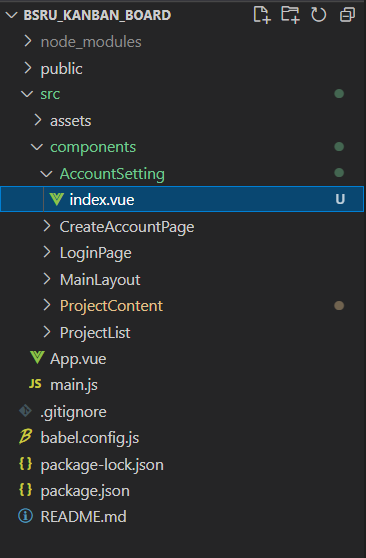 BSRU_KANBAN_BOARD
node_modules
public
src
assets
components
AccountSetting
index.vue U
CreateAccountPage
LoginPage
MainLayout
ProjectContent
ProjectList
App.vue
JS main.js
.gitignore
babel.config.js
package-lock.json
package.json
README.md